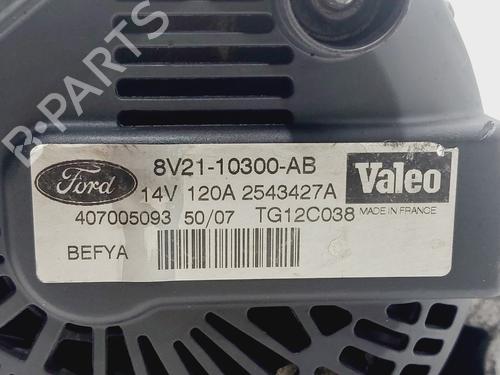 B-PARTS
Ford
8V21-10300-AB
14V 120A 2543427A
Valeo
407005093 50/07 TG12C038
MADE IN FRANCE
BEFYA